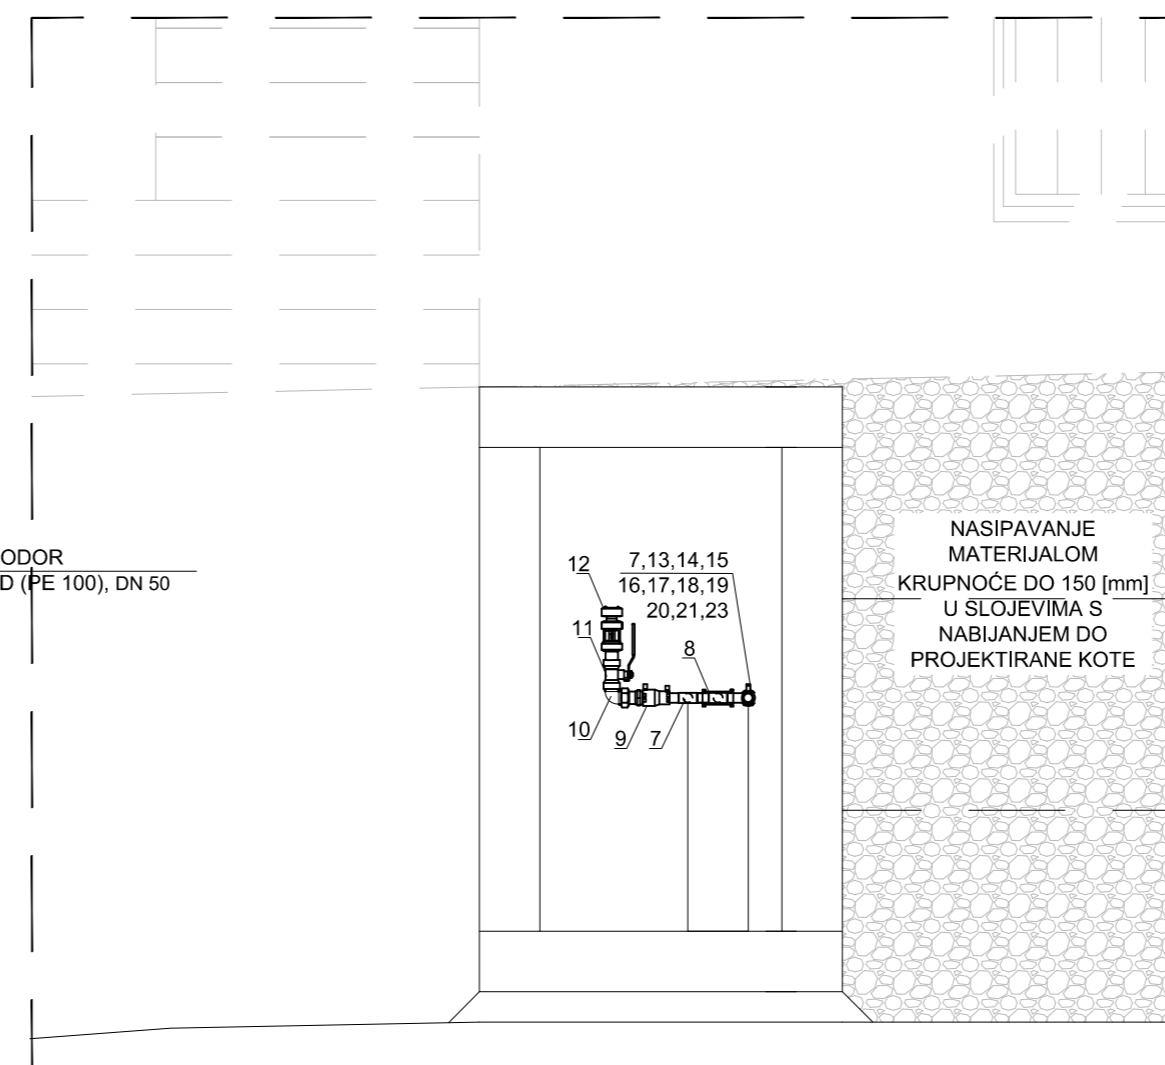 ODOR
D (PE 100), DN 50
12
7,13,14,15
16,17,18,19
20,21,23
11
8
10
9
7
NASIPAVANJE
MATERIJALOM
KRUPNOĆE DO 150 [mm]
U SLOJEVIMA S
NABIJANJEM DO
PROJEKTIRANE KOTE